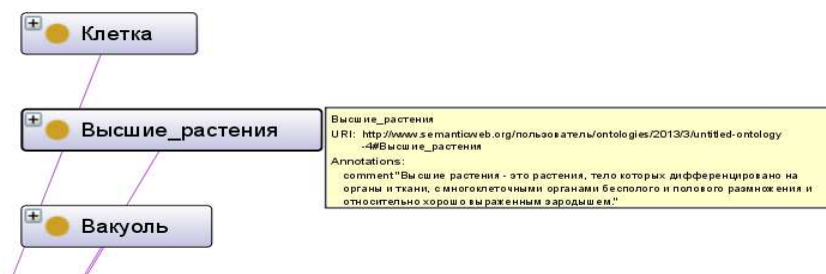 Клетка
Высшие_растения
Высшие_растения
URI: http://www.semanticweb.org/пользователь/ontologies/2013/3/untitled-ontology
-4#Высшие_растения
Annotations:
comment"Высшие растения - это растения, тело которых дифференцировано на
органы и ткани, с многоклеточными органами бесполого и полового размножения и
относительно хорошо выраженным зародышем."
Вакуоль